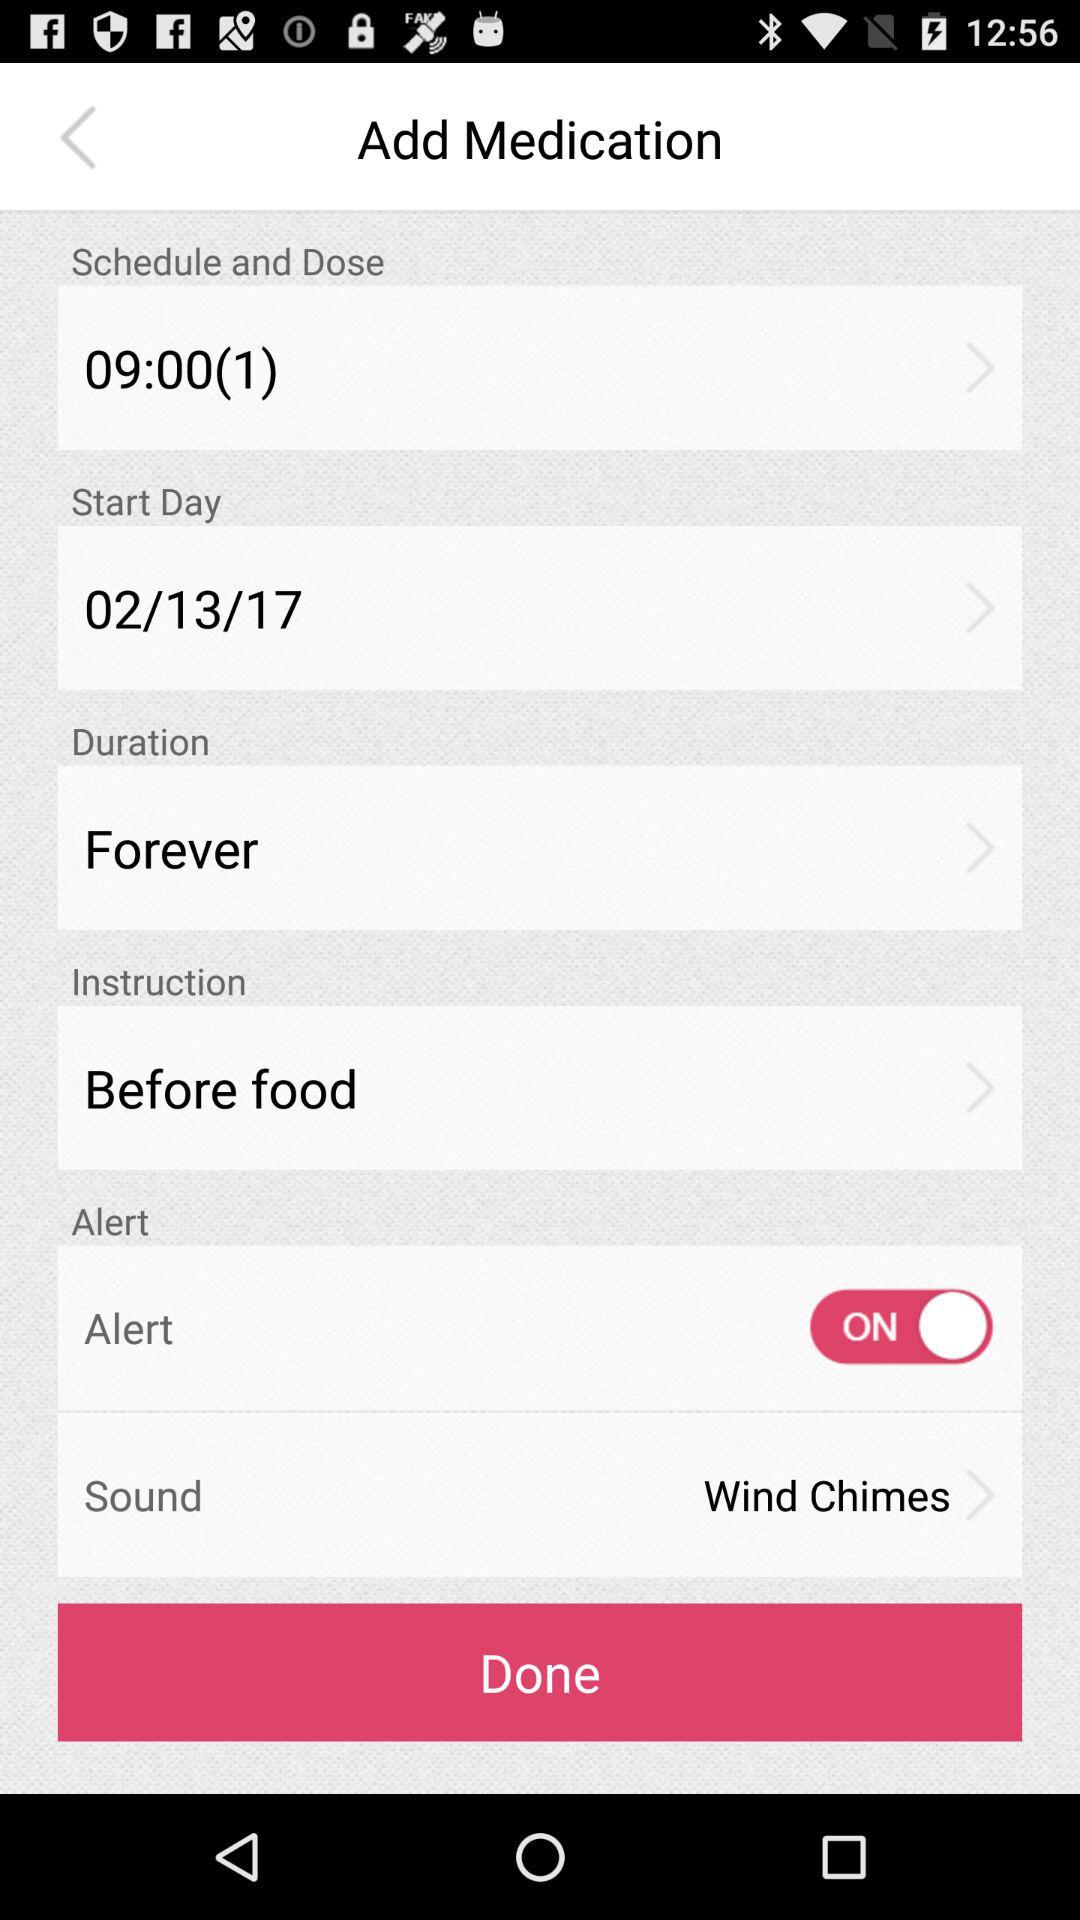 FAKE
12:56
Add Medication
Schedule and Dose
09:00(1)
Start Day
02/13/17
Duration
Forever
Instruction
Before food
Alert
Alert
ON
Sound
Wind Chimes
Done